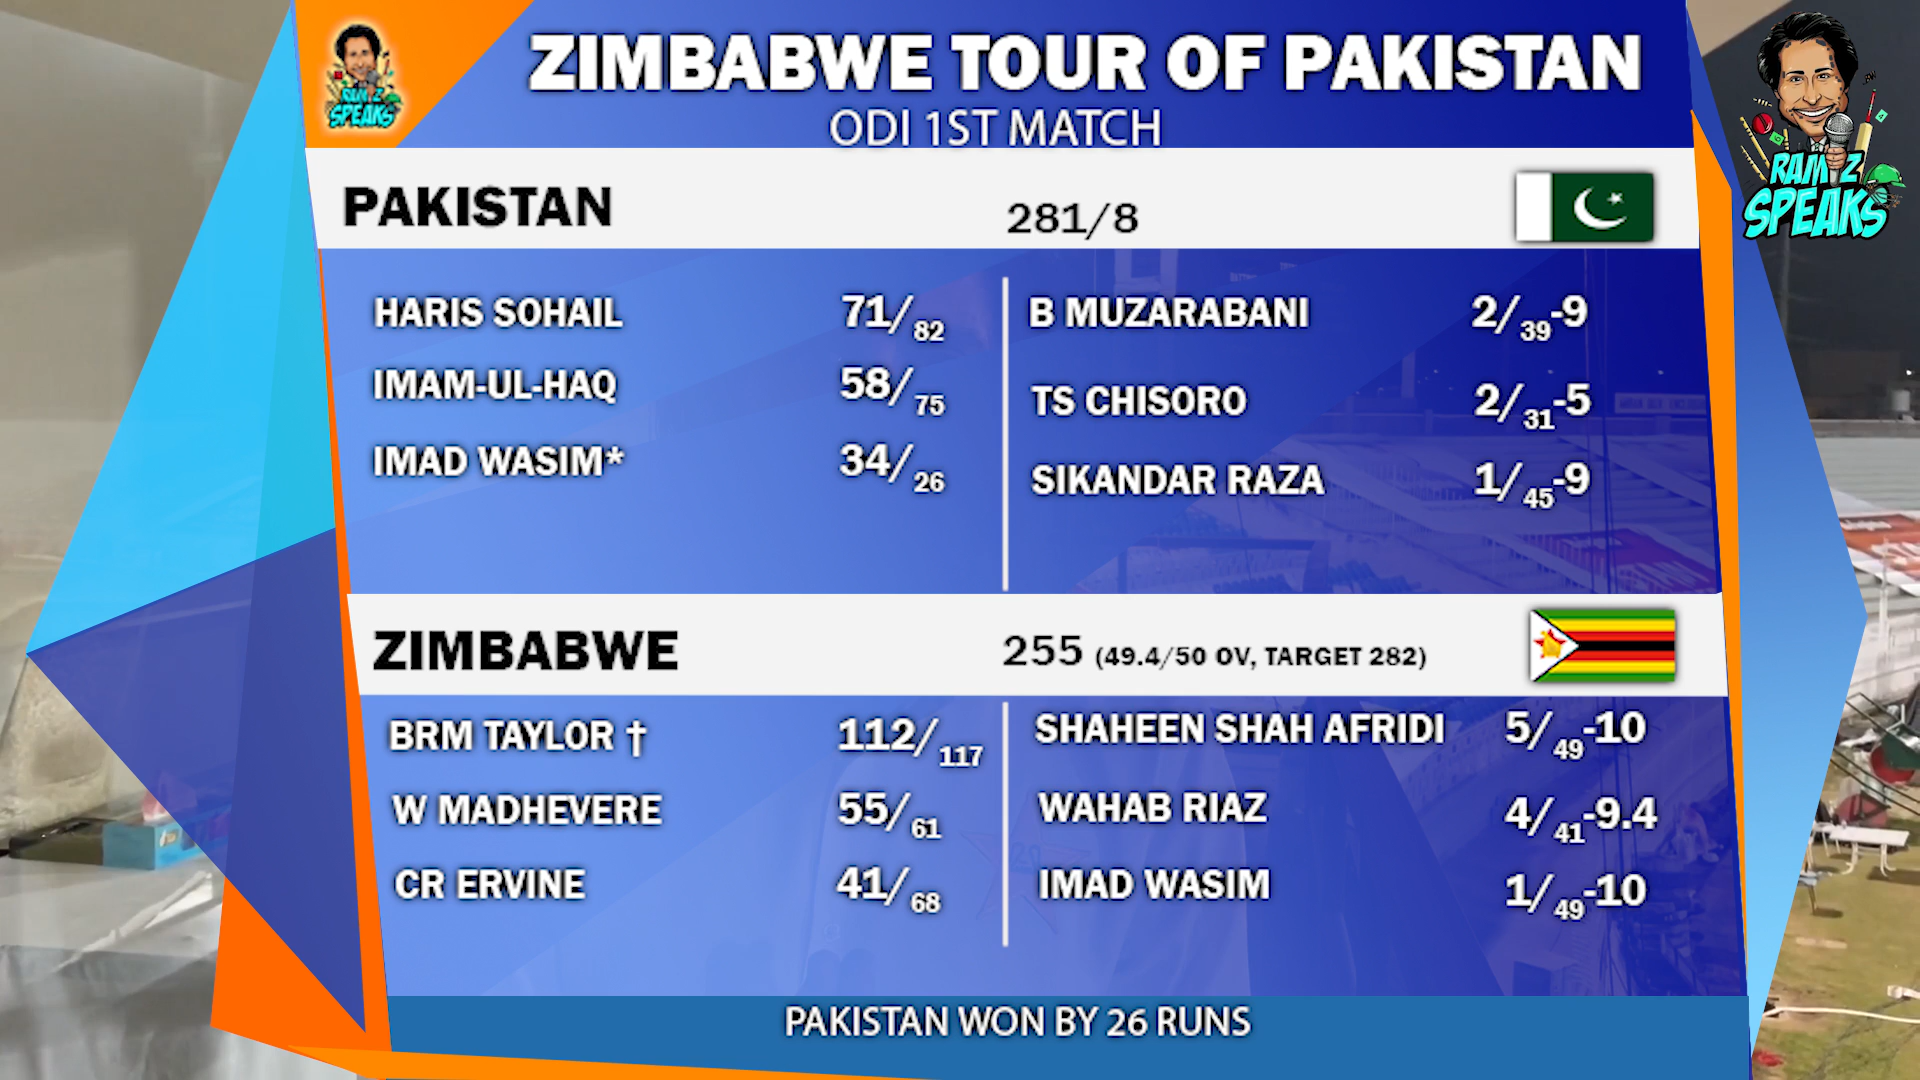 ZIMBABWE TOUR OF PAKISTAN
ODI 1ST MATCH
RAMIZ SPEAKS
RAMIZ
SPEAKS
PAKISTAN 281/8
HARIS SOHAIL 71/82 B MUZARABANI 2/39-9
IMAM-UL-HAQ 58/75 TS CHISORO 2/31-5
IMAD WASIM* 34/26 SIKANDAR RAZA 1/45-9
ZIMBABWE 255 (49.4/50 OV, TARGET 282)
BRM TAYLOR † 112/117 SHAHEEN SHAH AFRIDI 5/49-10
W MADHEVERE 55/61 WAHAB RIAZ 4/41-9.4
CR ERVINE 41/68 IMAD WASIM 1/49-10
PAKISTAN WON BY 26 RUNS